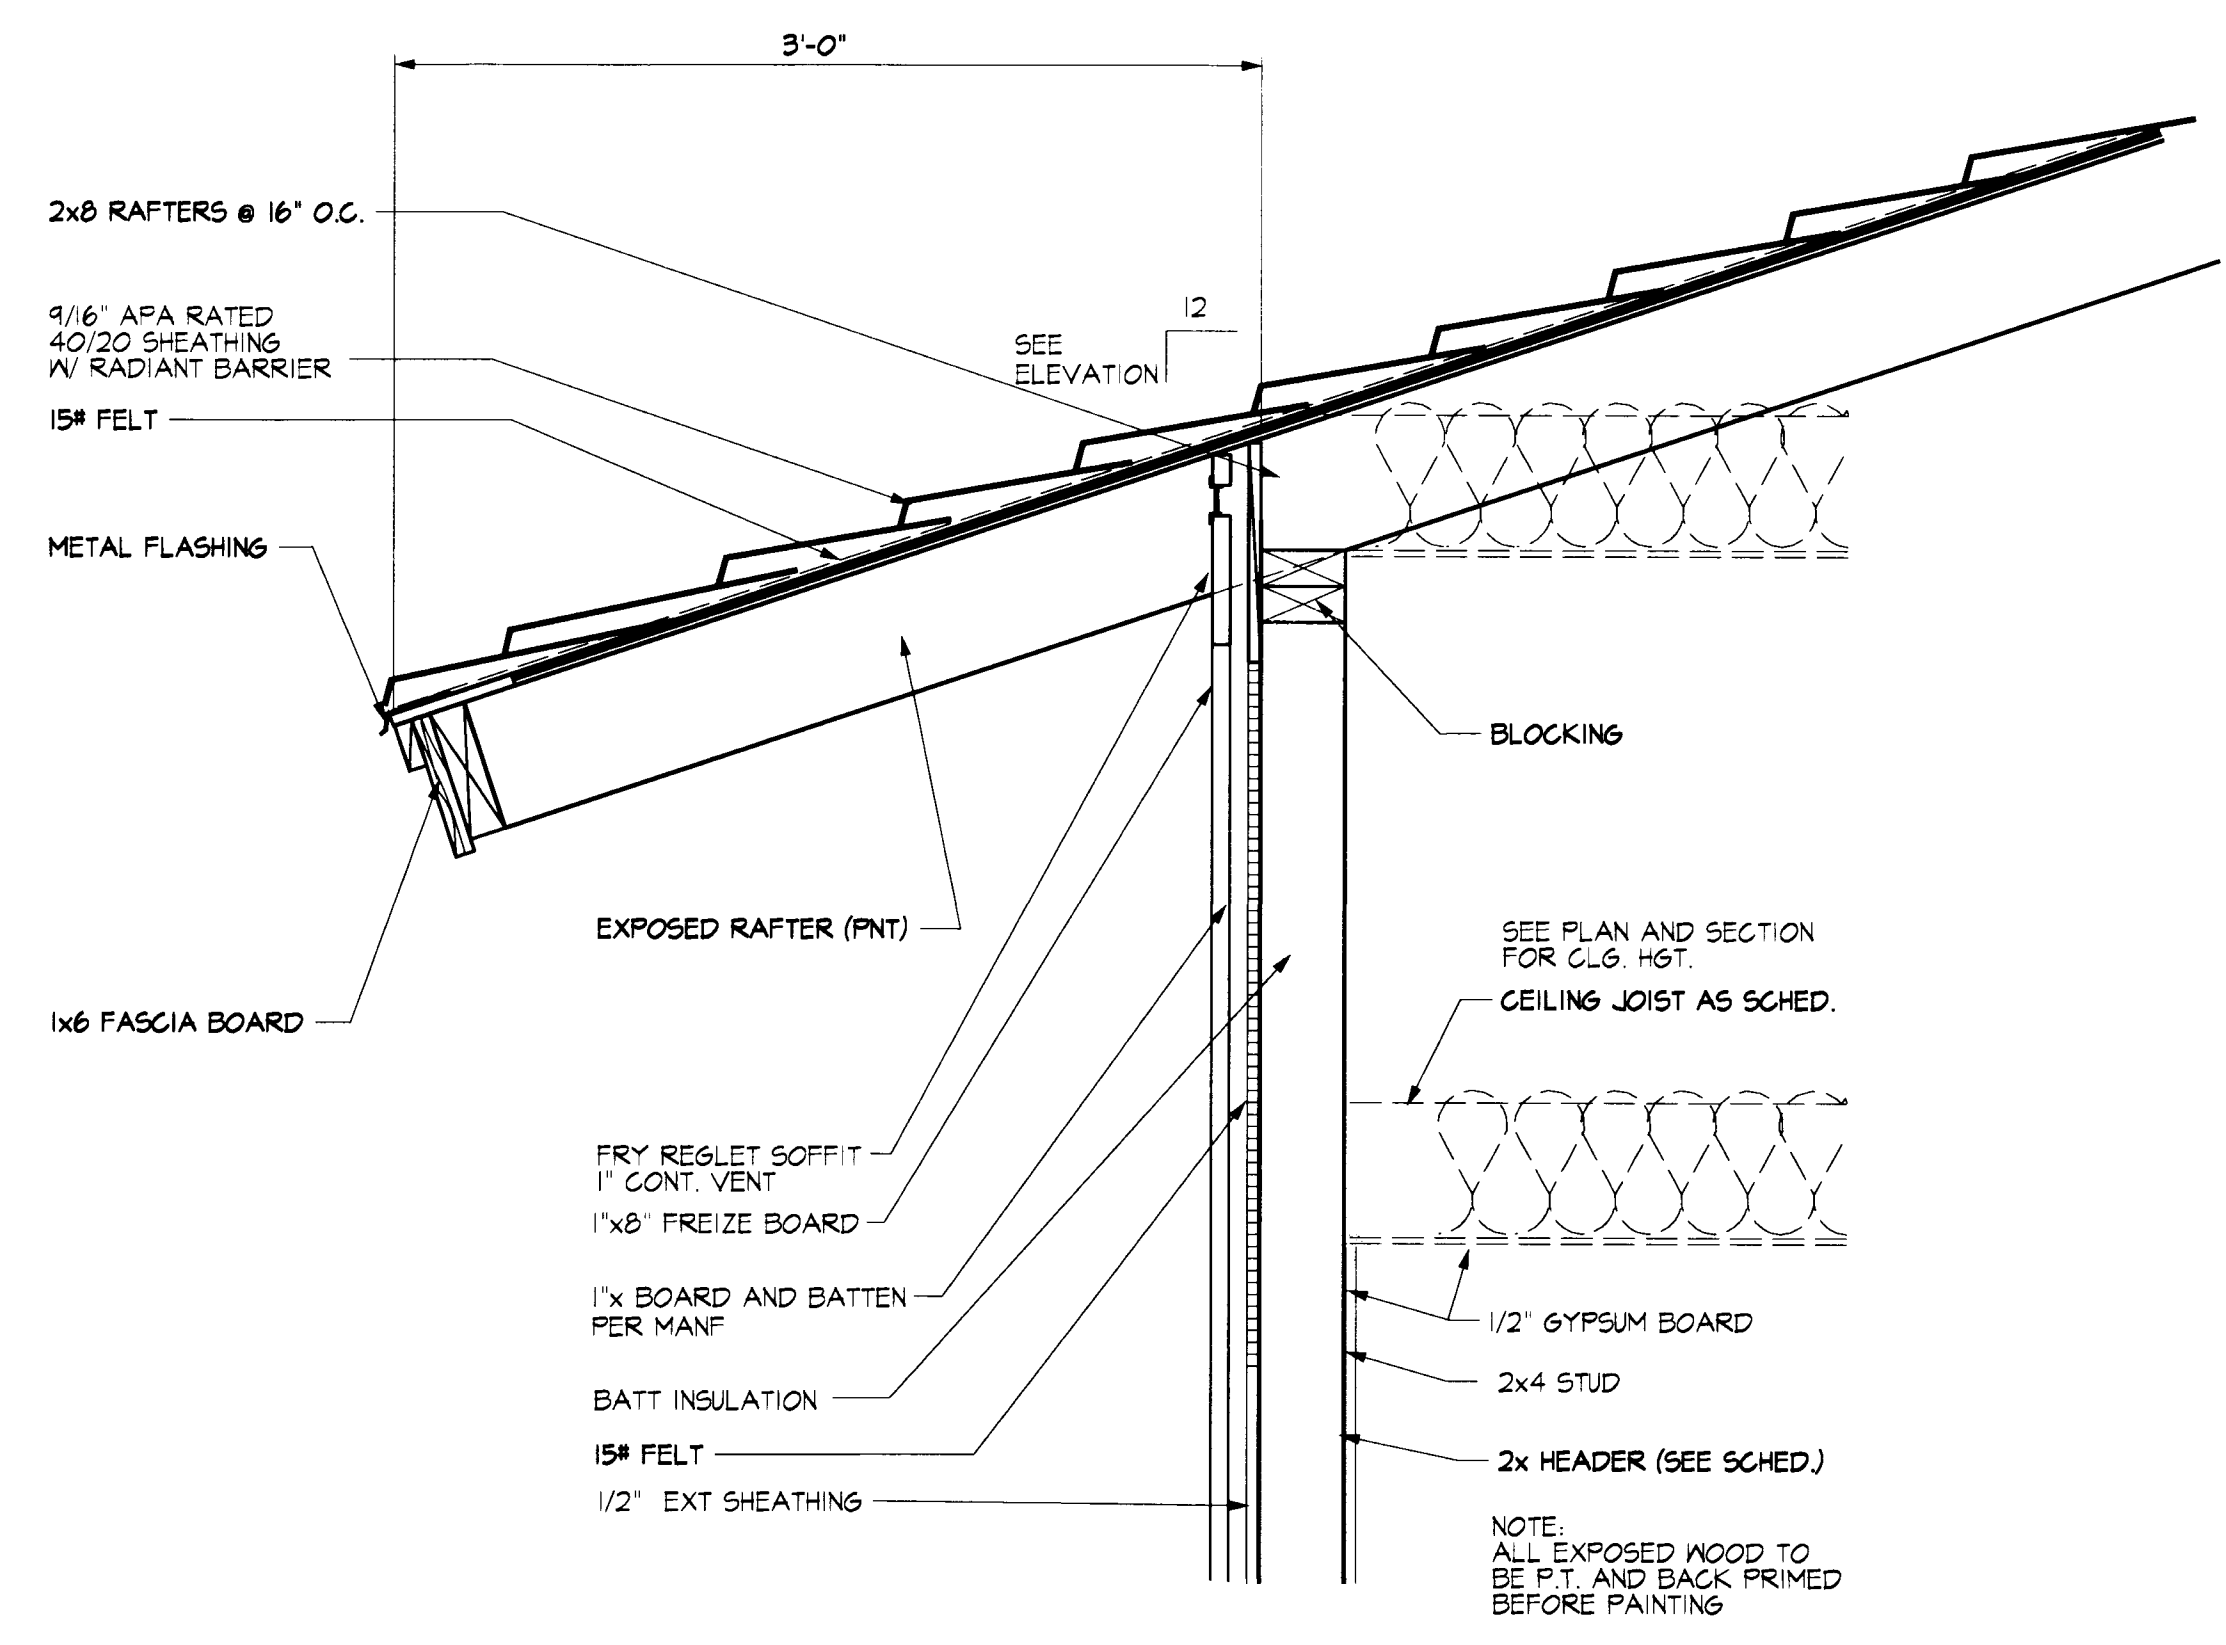 3'-0"
2x8 RAFTERS @ 16" O.C.
9/16" APA RATED
40/20 SHEATHING
W/ RADIANT BARRIER
15# FELT
METAL FLASHING
1x6 FASCIA BOARD
12
SEE
ELEVATION
EXPOSED RAFTER (PNT)
FRY REGLET SOFFIT
1" CONT. VENT
1"x8" FREIZE BOARD
1"x BOARD AND BATTEN
PER MANF
BATT INSULATION
15# FELT
1/2" EXT SHEATHING
BLOCKING
SEE PLAN AND SECTION
FOR CLG. HGT.
CEILING JOIST AS SCHED.
1/2" GYPSUM BOARD
2x4 STUD
2x HEADER (SEE SCHED.)
NOTE:
ALL EXPOSED WOOD TO
BE P.T. AND BACK PRIMED
BEFORE PAINTING